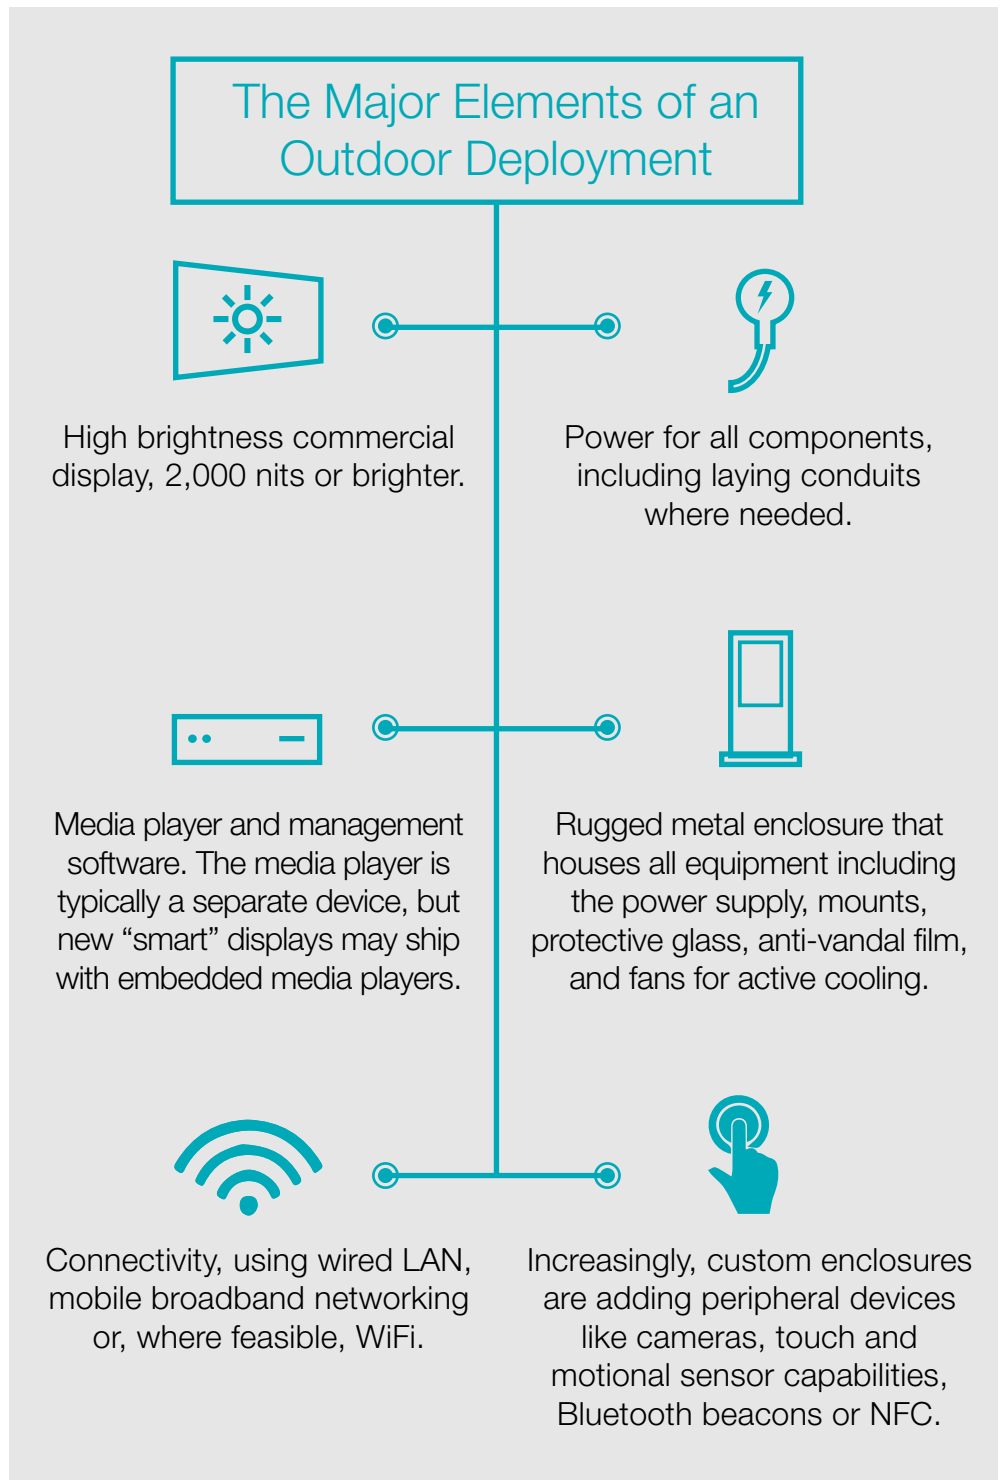 The Major Elements of an
Outdoor Deployment
High brightness commercial
display, 2,000 nits or brighter.
Power for all components,
including laying conduits
where needed.
Media player and management
software. The media player is
typically a separate device, but
new “smart” displays may ship
with embedded media players.
Rugged metal enclosure that
houses all equipment including
the power supply, mounts,
protective glass, anti-vandal film,
and fans for active cooling.
Connectivity, using wired LAN,
mobile broadband networking
or, where feasible, WiFi.
Increasingly, custom enclosures
are adding peripheral devices
like cameras, touch and
motional sensor capabilities,
Bluetooth beacons or NFC.